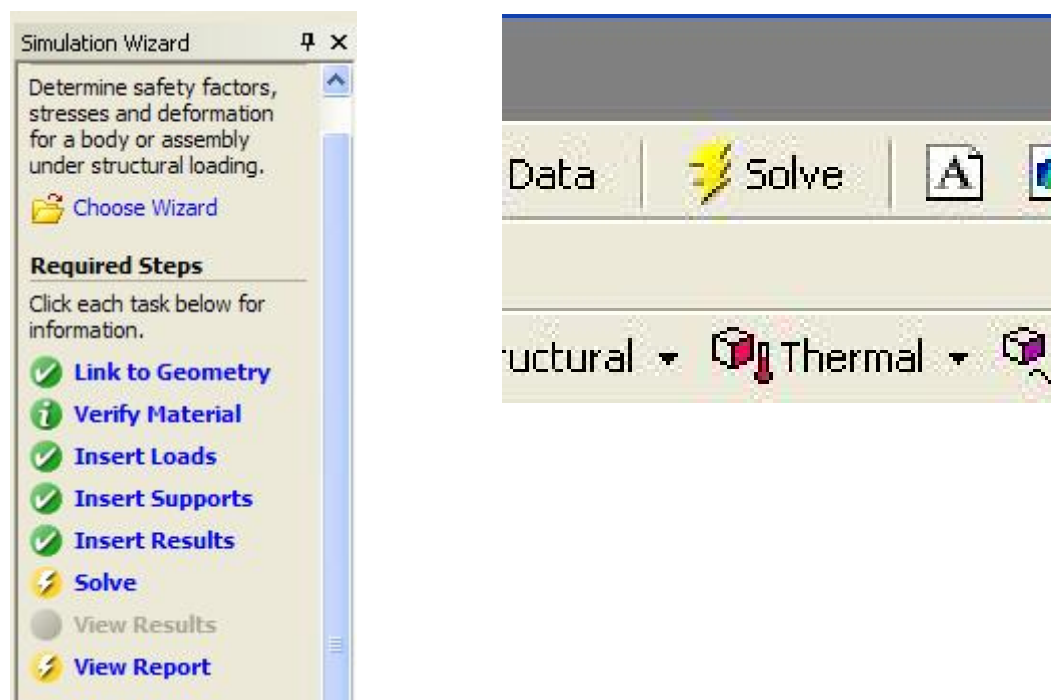 Simulation Wizard
Determine safety factors,
stresses and deformation
for a body or assembly
under structural loading.
Choose Wizard
Required Steps
Click each task below for
information.
Link to Geometry
Verify Material
Insert Loads
Insert Supports
Insert Results
Solve
View Results
View Report
Data Solve A
uctural Thermal